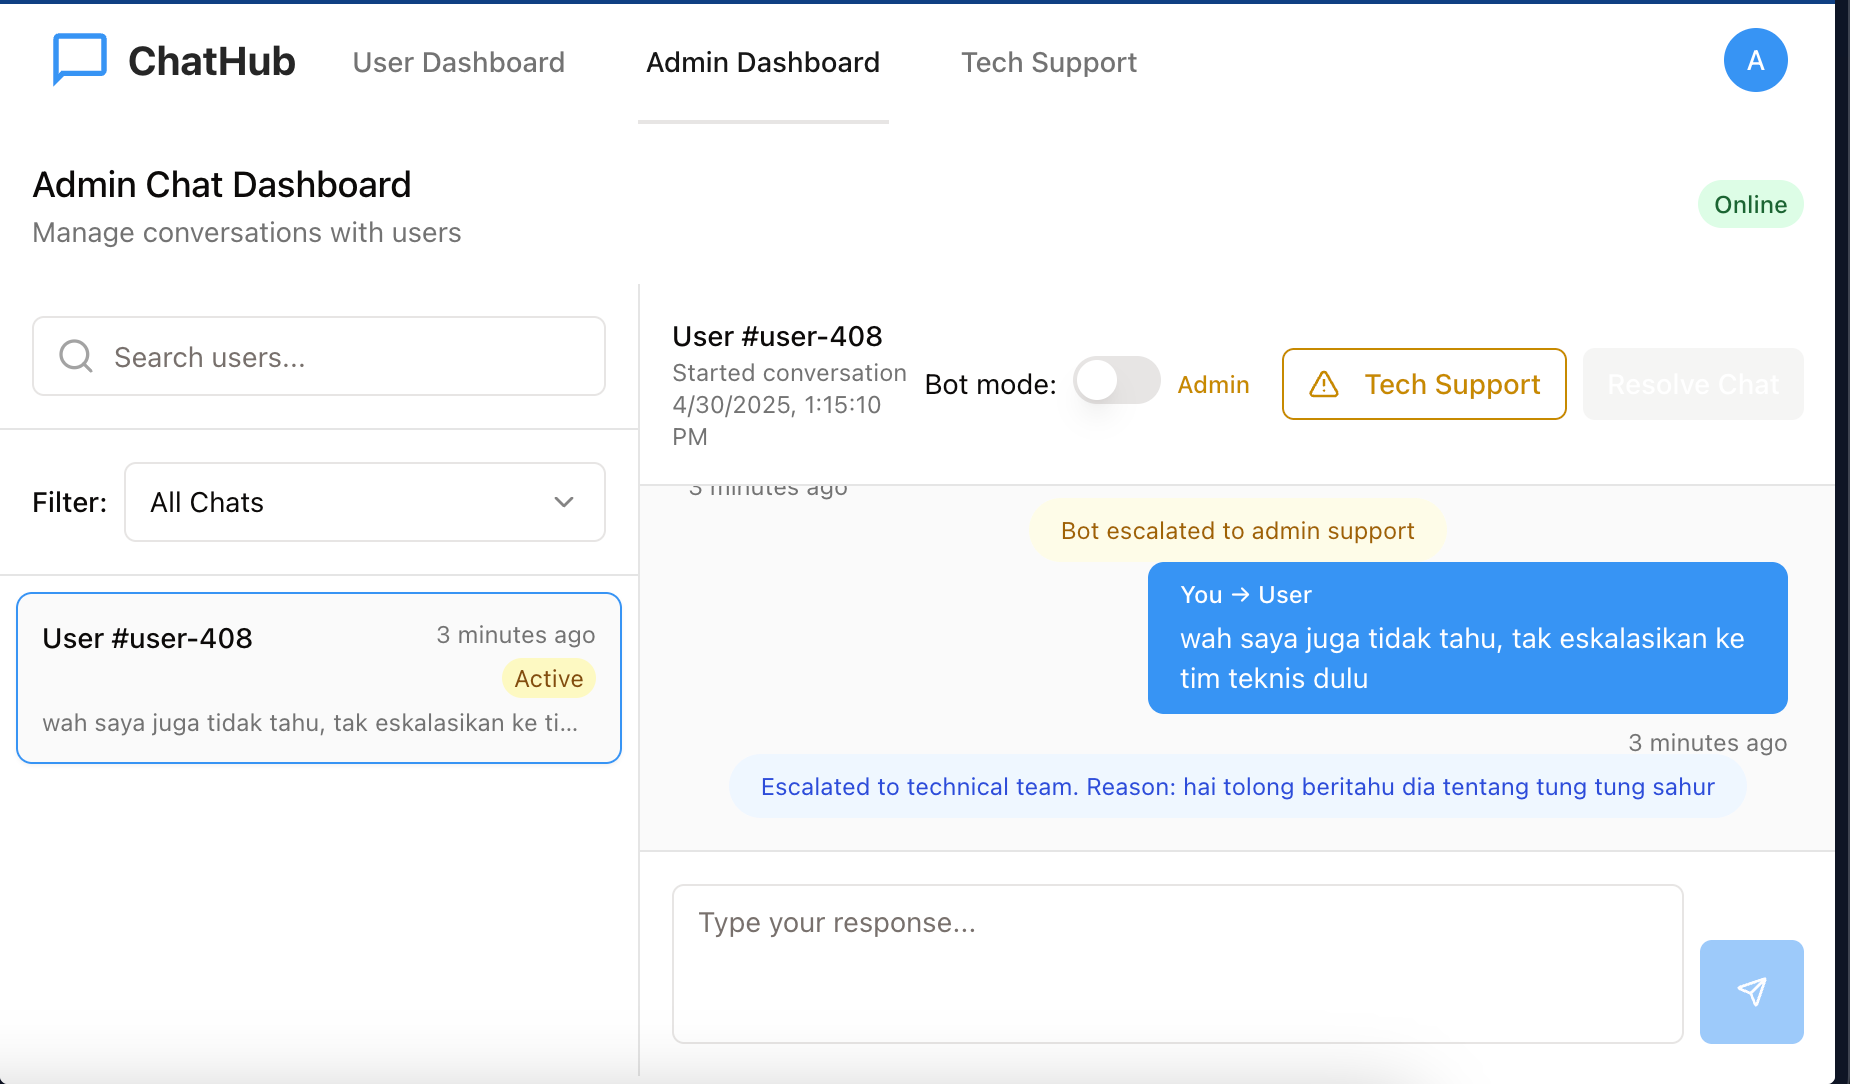 ChatHub
User Dashboard
Admin Dashboard
Tech Support
A
Admin Chat Dashboard
Manage conversations with users
Online
Search users...
Filter:
All Chats
User #user-408
3 minutes ago
Active
wah saya juga tidak tahu, tak eskalasikan ke ti...
User #user-408
Started conversation
4/30/2025, 1:15:10
PM
Bot mode:
Admin
Tech Support
Resolve Chat
3 minutes ago
Bot escalated to admin support
You → User
wah saya juga tidak tahu, tak eskalasikan ke
tim teknis dulu
3 minutes ago
Escalated to technical team. Reason: hai tolong beritahu dia tentang tung tung sahur
Type your response...